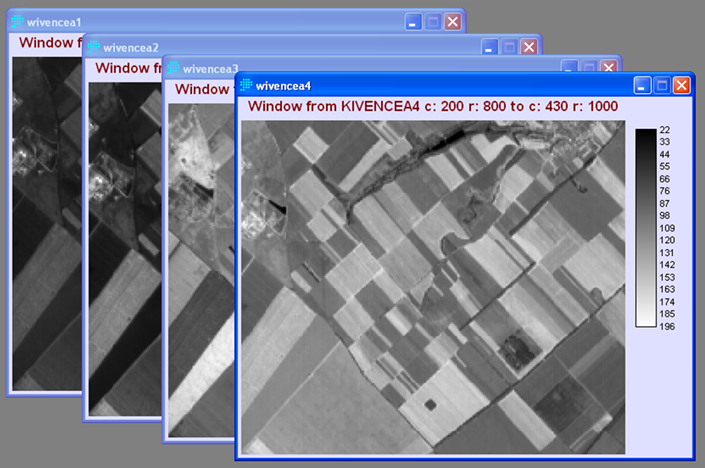 wivencea1
Window f
wivencea2
Window fr
wivencea3
Window
wivencea4
Window from KIVENCEA4 c: 200 r: 800 to c: 430 r: 1000
22
33
44
55
66
76
87
98
109
120
131
142
153
163
174
185
196